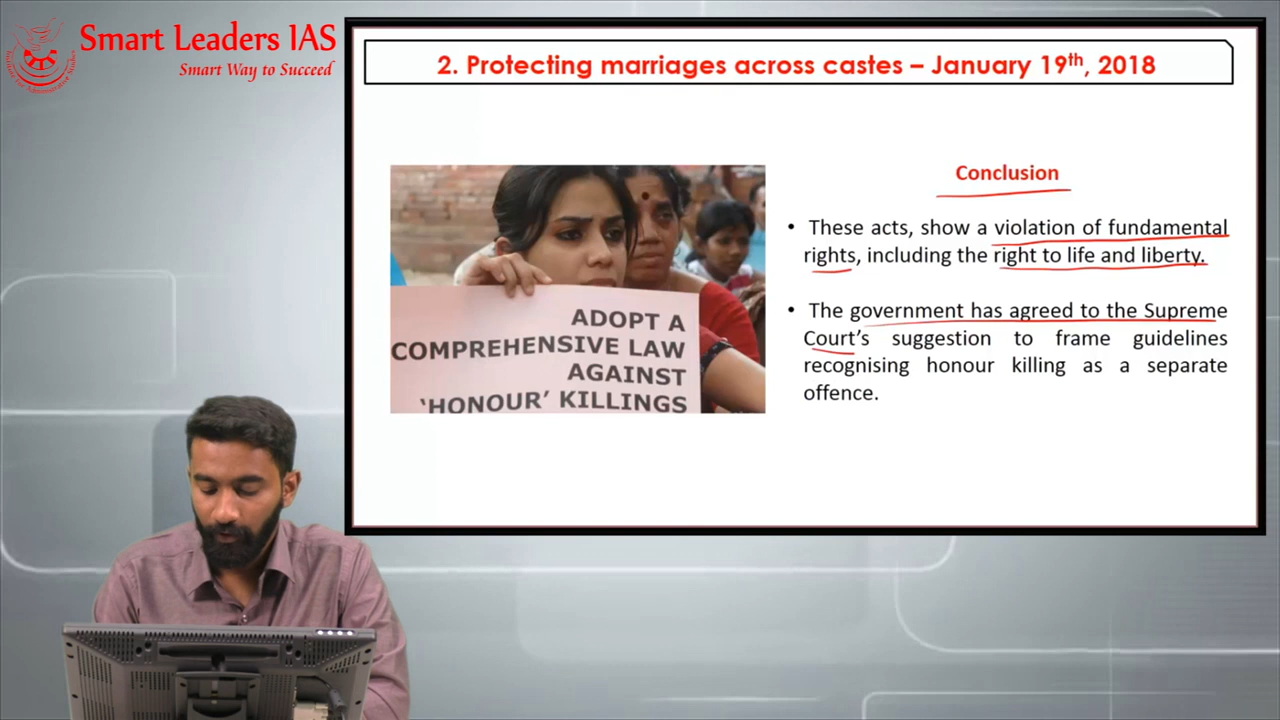 Smart Leaders IAS
Smart Way to Succeed
2. Protecting marriages across castes – January 19th, 2018
ADOPT A
COMPREHENSIVE LAW
AGAINST
'HONOUR' KILLINGS
Conclusion
• These acts, show a violation of fundamental
rights, including the right to life and liberty.
• The government has agreed to the Supreme
Court's suggestion to frame guidelines
recognising honour killing as a separate
offence.